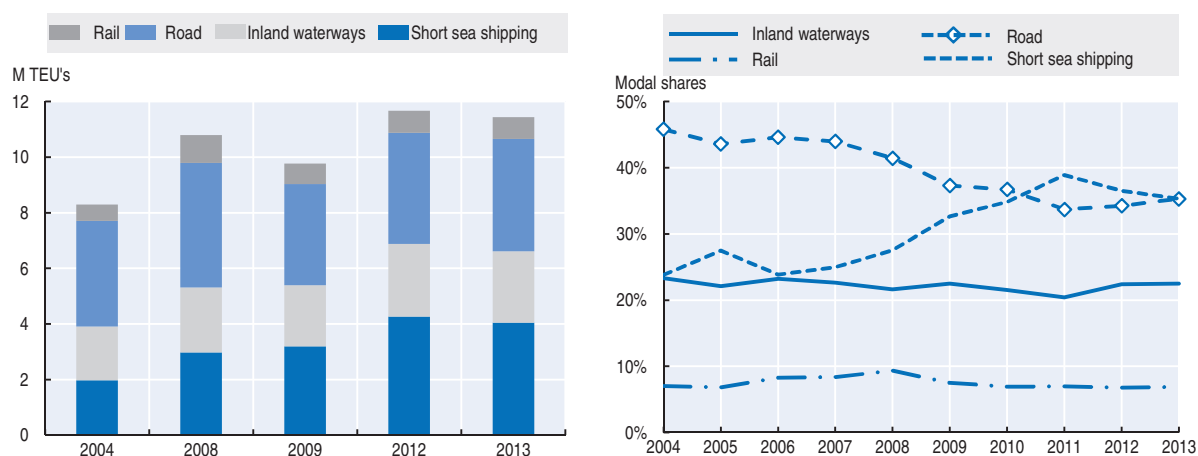 Rail Road Inland waterways Short sea shipping
M TEU's
12
10
8
6
4
2
0
2004 2008 2009 2012 2013
Inland waterways Road
Rail Short sea shipping
Modal shares
50%
40%
30%
20%
10%
0%
2004 2005 2006 2007 2008 2009 2010 2011 2012 2013